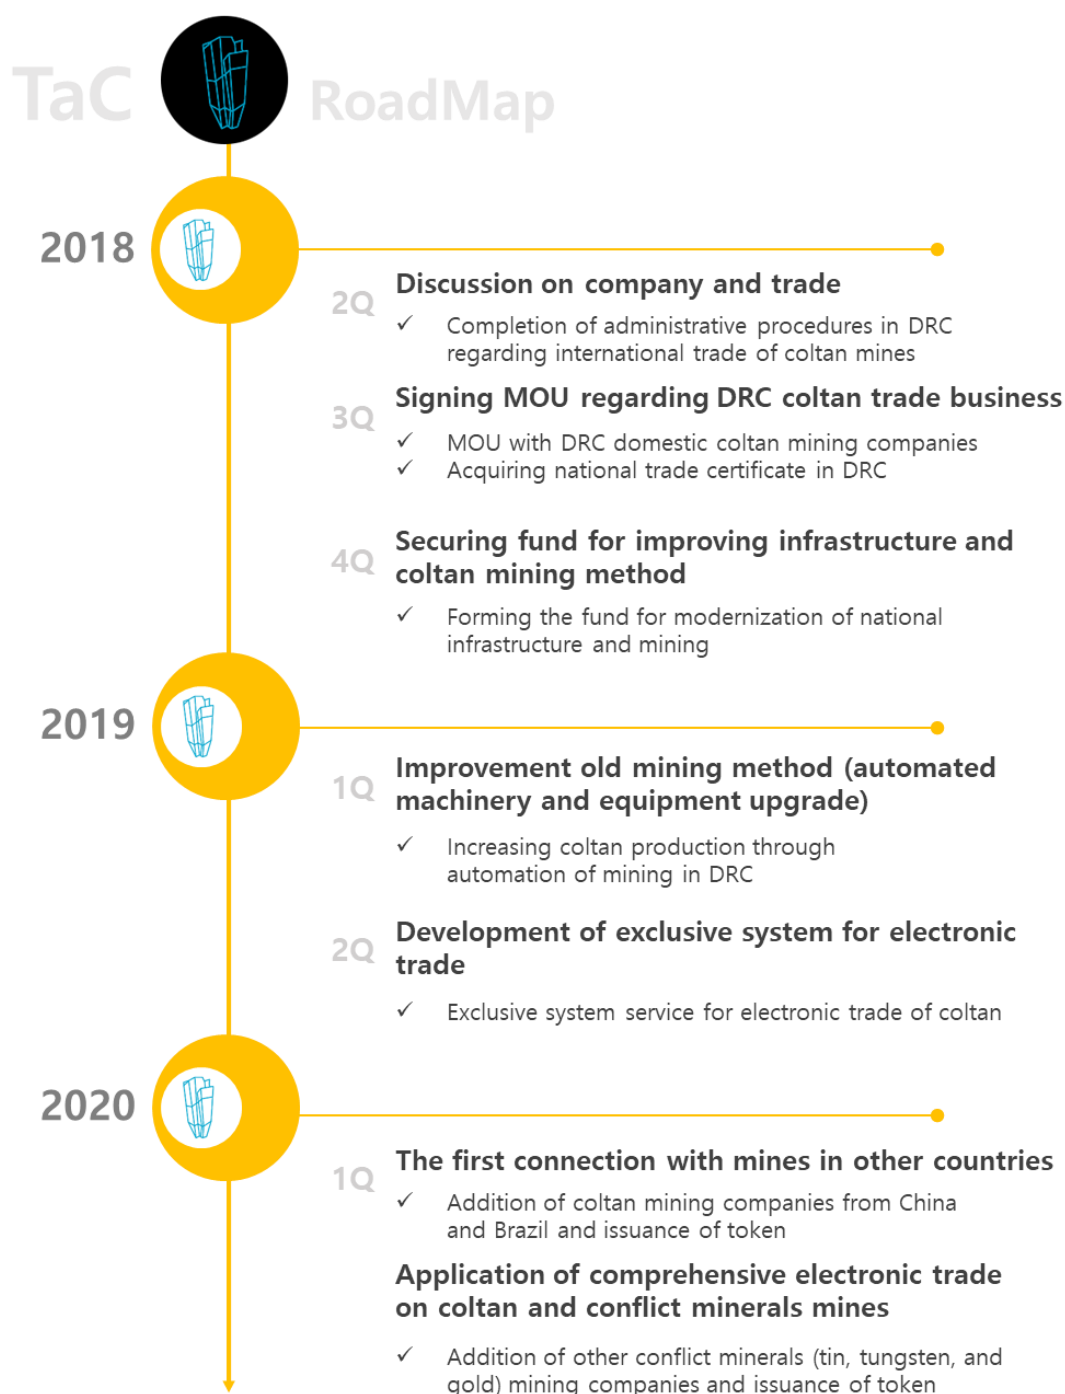 TaC RoadMap
2018
2Q
Discussion on company and trade
✓ Completion of administrative procedures in DRC
regarding international trade of coltan mines
3Q
Signing MOU regarding DRC coltan trade business
✓ MOU with DRC domestic coltan mining companies
✓ Acquiring national trade certificate in DRC
4Q
Securing fund for improving infrastructure and
coltan mining method
✓ Forming the fund for modernization of national
infrastructure and mining
2019
1Q
Improvement old mining method (automated
machinery and equipment upgrade)
✓ Increasing coltan production through
automation of mining in DRC
2Q
Development of exclusive system for electronic
trade
✓ Exclusive system service for electronic trade of coltan
2020
1Q
The first connection with mines in other countries
✓ Addition of coltan mining companies from China
and Brazil and issuance of token
Application of comprehensive electronic trade
on coltan and conflict minerals mines
✓ Addition of other conflict minerals (tin, tungsten, and
gold) mining companies and issuance of token